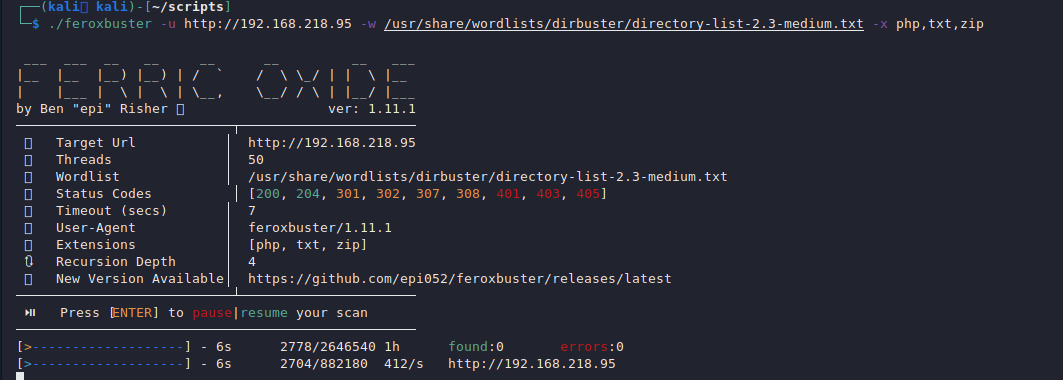 (kali kali)-[~/scripts]
$ ./feroxbuster -u http://192.168.218.95 -w /usr/share/wordlists/dirbuster/directory-list-2.3-medium.txt -x php,txt,zip
FERRIC OXIDE
by Ben "epi" Risher ver: 1.11.1
Target Url │ http://192.168.218.95
Threads │ 50
Wordlist │ /usr/share/wordlists/dirbuster/directory-list-2.3-medium.txt
Status Codes │ [200, 204, 301, 302, 307, 308, 401, 403, 405]
Timeout (secs) │ 7
User-Agent │ feroxbuster/1.11.1
Extensions │ [php, txt, zip]
Recursion Depth │ 4
New Version Available│ https://github.com/epi052/feroxbuster/releases/latest
Press [ENTER] to pause|resume your scan
[>-------------------] - 6s 2778/2646540 1h found:0 errors:0
[>-------------------] - 6s 2704/882180 412/s http://192.168.218.95